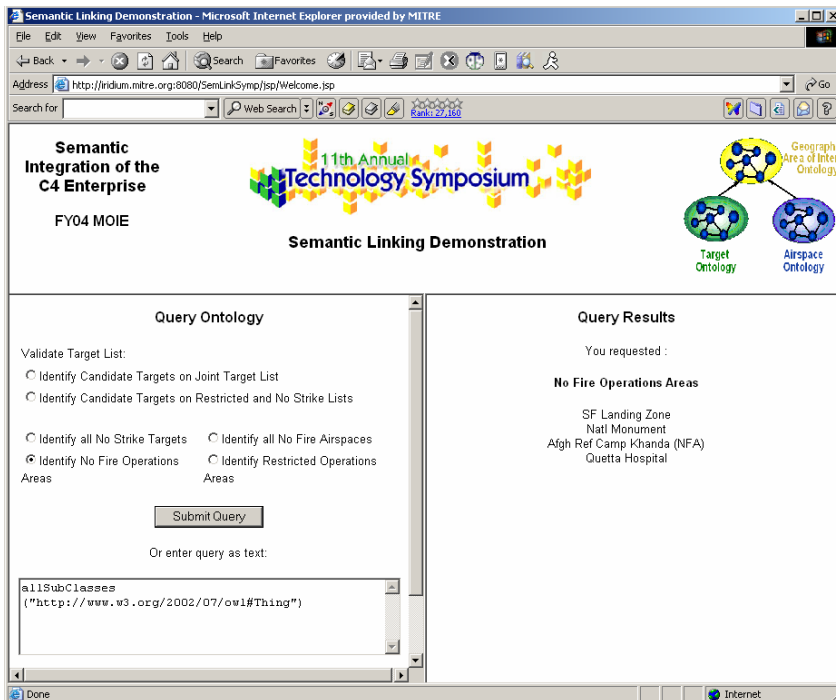 Semantic Linking Demonstration - Microsoft Internet Explorer provided by MITRE
File Edit View Favorites Tools Help
Back Search Favorites
Address http://iridium.mitre.org:8080/SemLinkSymp/jsp/Welcome.jsp Go
Search for Web Search Rank: 27,160
Semantic
Integration of the
C4 Enterprise
FY04 MOIE
11th Annual
Technology Symposium
Semantic Linking Demonstration
Geograph
Area of Inter
Ontology
Target
Ontology
Airspace
Ontology
Query Ontology
Validate Target List:
Identify Candidate Targets on Joint Target List
Identify Candidate Targets on Restricted and No Strike Lists
Identify all No Strike Targets Identify all No Fire Airspaces
Identify No Fire Operations Identify Restricted Operations
Areas Areas
Submit Query
Or enter query as text:
allSubClasses
("http://www.w3.org/2002/07/owl#Thing")
Query Results
You requested :
No Fire Operations Areas
SF Landing Zone
Natl Monument
Afgh Ref Camp Khanda (NFA)
Quetta Hospital
Done Internet